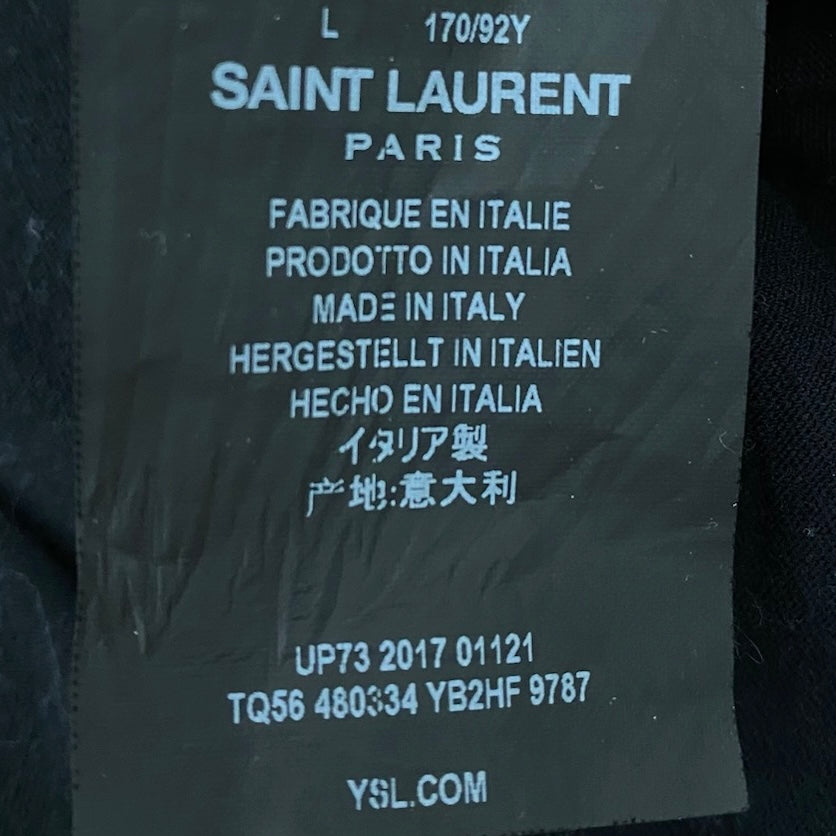 L 170/92Y
SAINT LAURENT
PARIS
FABRIQUE EN ITALIE
PRODOTTO IN ITALIA
MADE IN ITALY
HERGESTELLT IN ITALIEN
HECHO EN ITALIA
イタリア製
产地:意大利
UP73 2017 01121
TQ56 480334 YB2HF 9787
YSL.COM